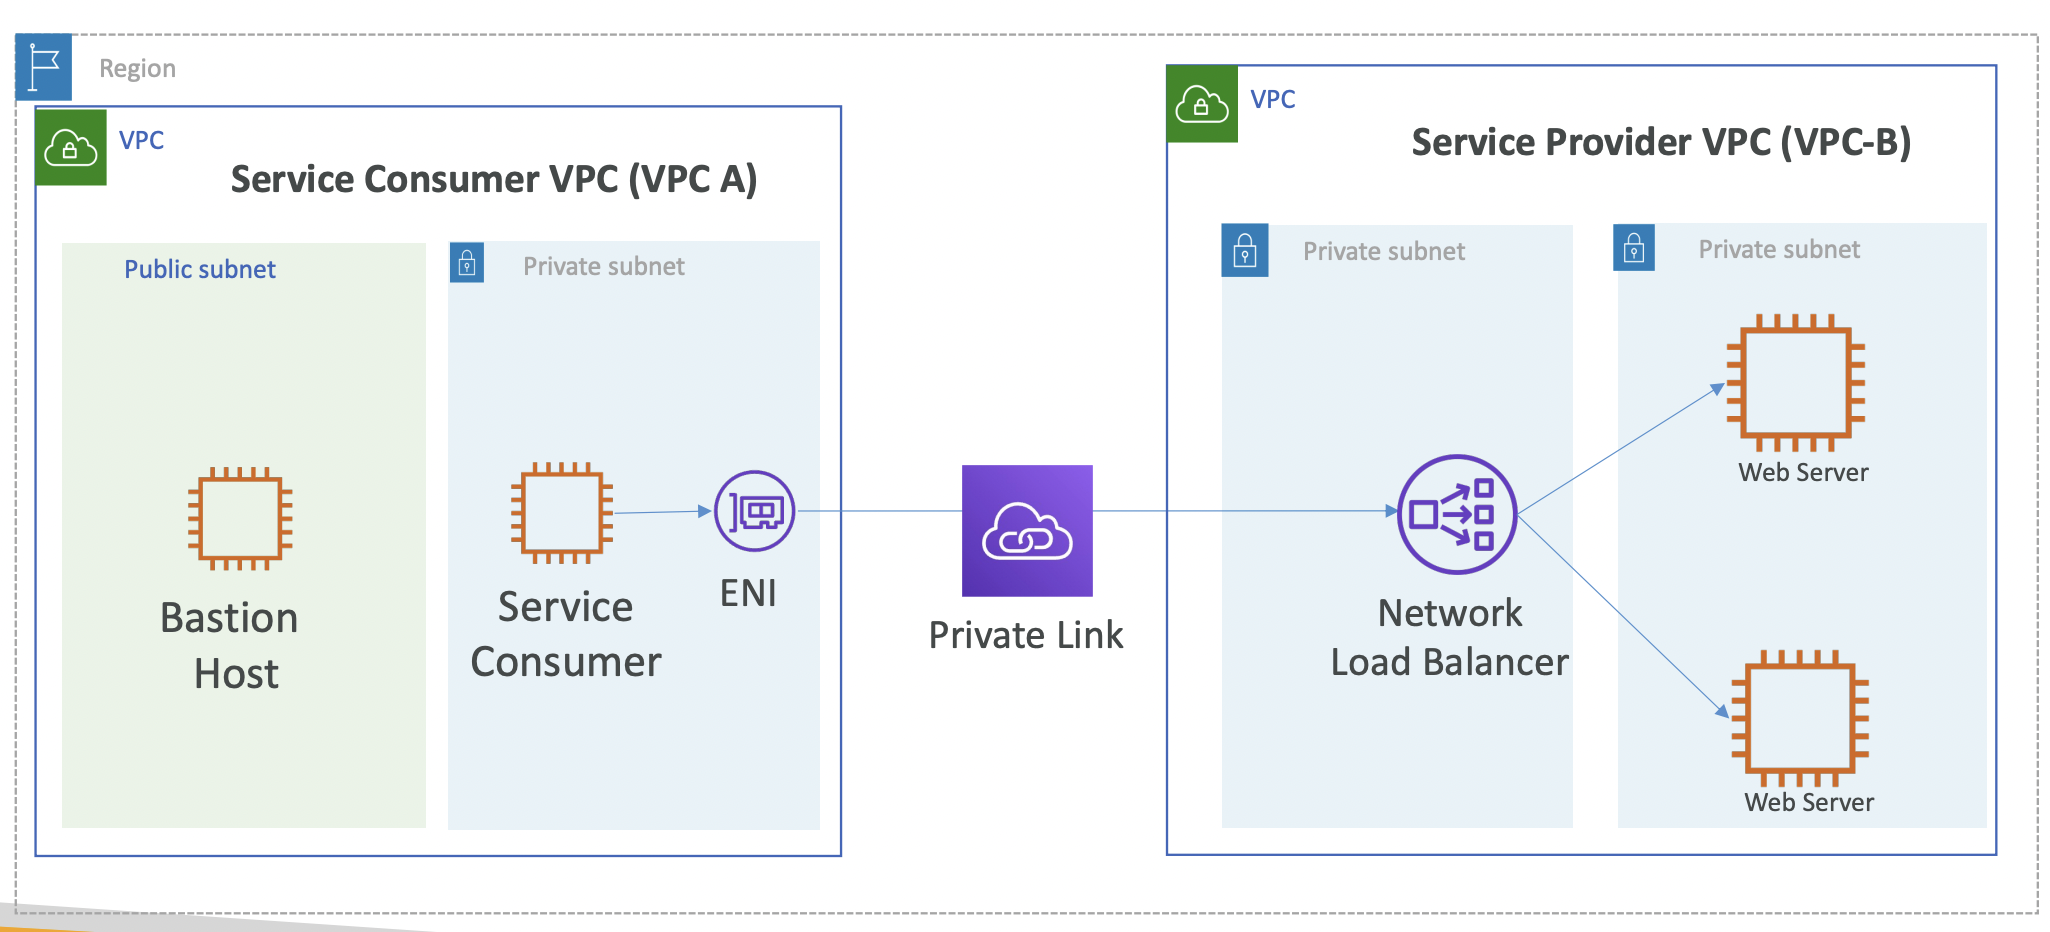 Region
VPC
Service Consumer VPC (VPC A)
Public subnet
Private subnet
Bastion
Host
Service
Consumer
ENI
Private Link
VPC
Service Provider VPC (VPC-B)
Private subnet
Private subnet
Network
Load Balancer
Web Server
Web Server